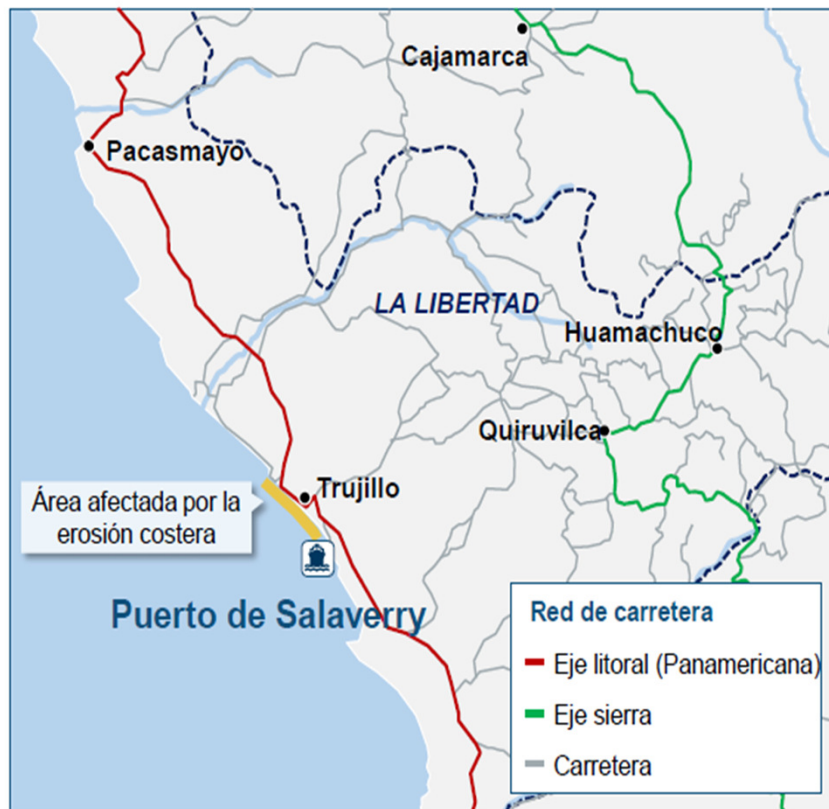 Cajamarca
Pacasmayo
LA LIBERTAD
Huamachuco
Quiruvilca
Trujillo
Área afectada por la
erosión costera
Puerto de Salaverry
Red de carretera
Eje litoral (Panamericana)
Eje sierra
Carretera